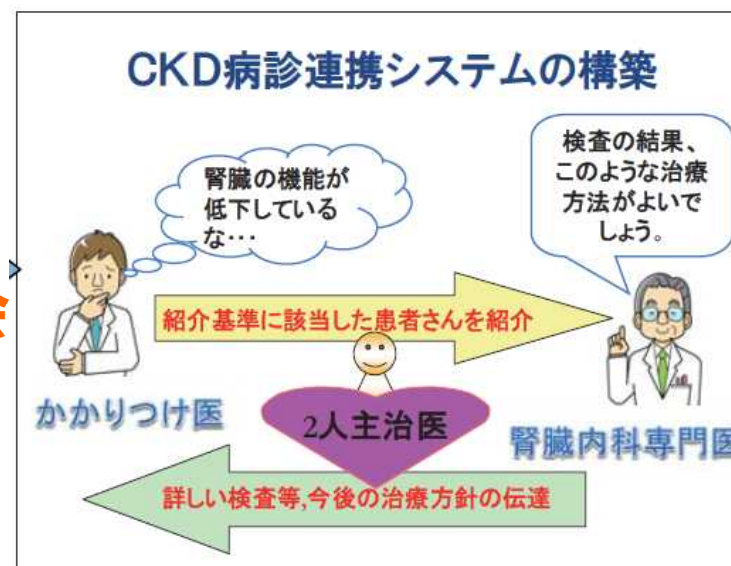 CKD病診連携システムの構築
腎臓の機能が
低下している
な･･･
検査の結果、
このような治療
方法がよいで
しょう。
紹介基準に該当した患者さんを紹介
かかりつけ医
2人主治医
腎臓内科専門医
詳しい検査等,今後の治療方針の伝達